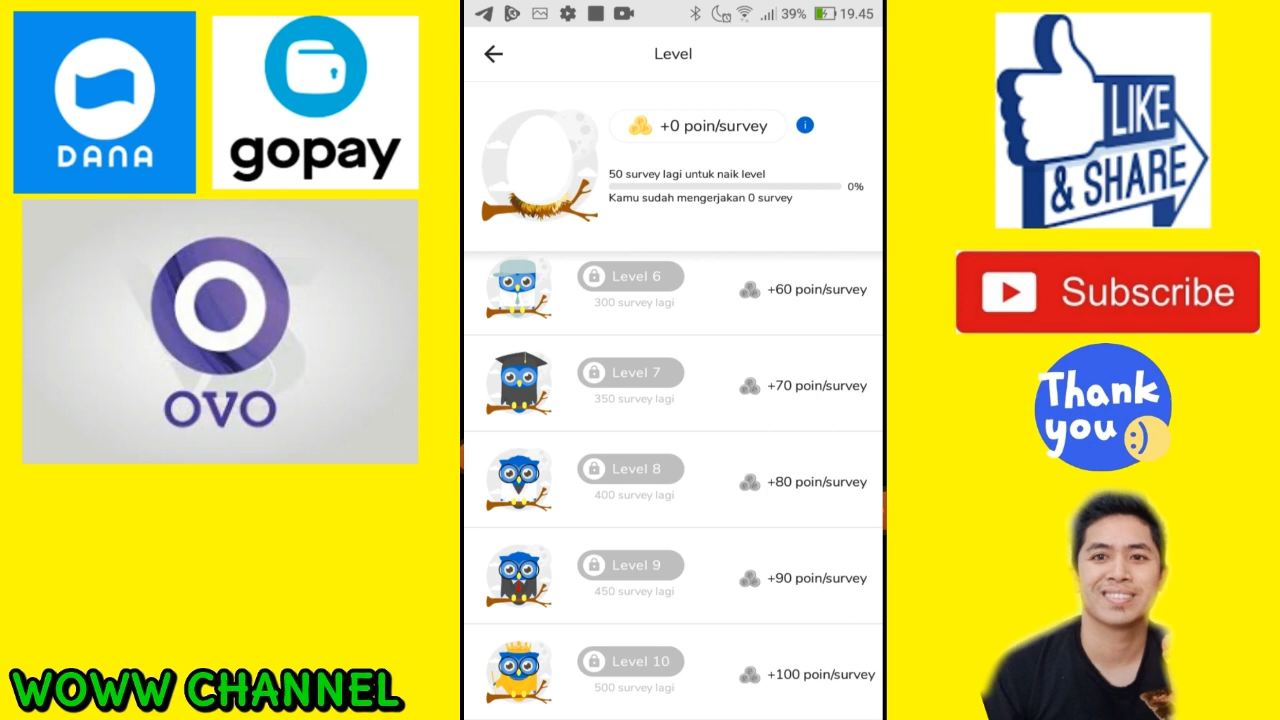 DANA
gopay
OVO
WOWW CHANNEL
39% 19.45
Level
+0 poin/survey
i
50 survey lagi untuk naik level
0%
Kamu sudah mengerjakan 0 survey
Level 6
300 survey lagi
+60 poin/survey
Level 7
350 survey lagi
+70 poin/survey
Level 8
400 survey lagi
+80 poin/survey
Level 9
450 survey lagi
+90 poin/survey
Level 10
500 survey lagi
+100 poin/survey
LIKE
& SHARE
Subscribe
Thank
you